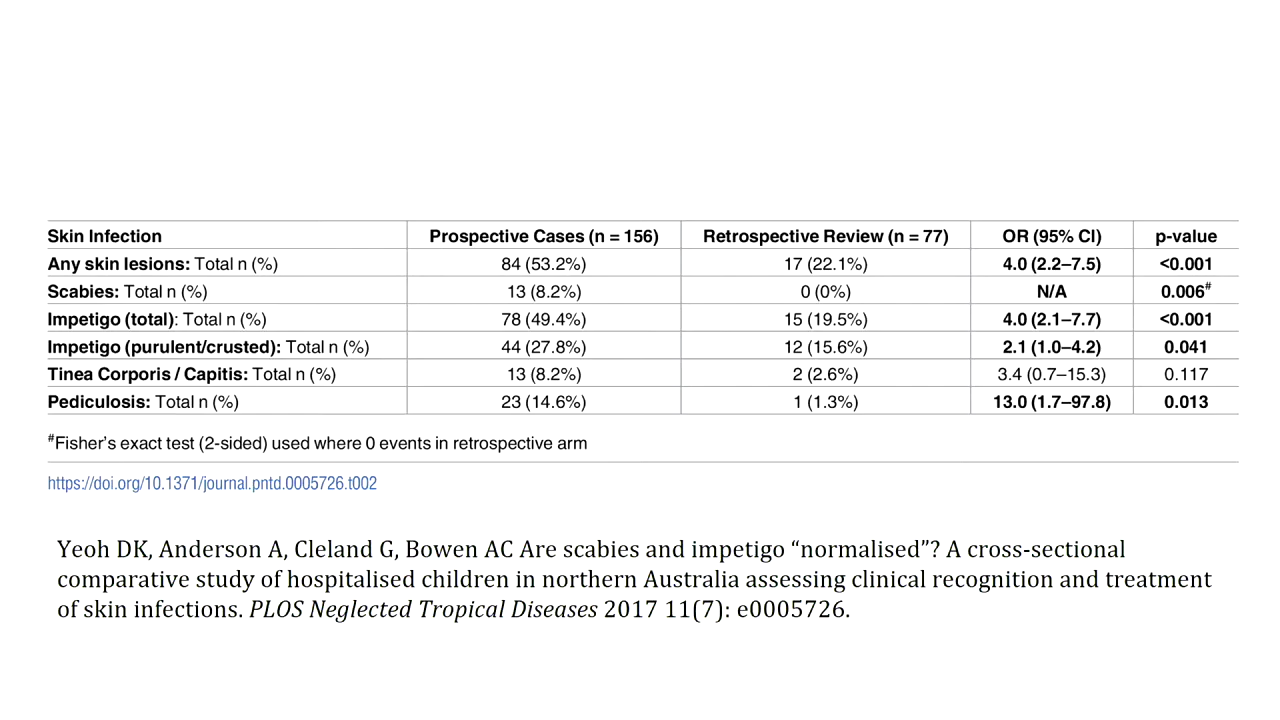 Skin Infection Prospective Cases (n = 156) Retrospective Review (n = 77) OR (95% CI) p-value
Any skin lesions: Total n (%) 84 (53.2%) 17 (22.1%) 4.0 (2.2–7.5) <0.001
Scabies: Total n (%) 13 (8.2%) 0 (0%) N/A 0.006#
Impetigo (total): Total n (%) 78 (49.4%) 15 (19.5%) 4.0 (2.1–7.7) <0.001
Impetigo (purulent/crusted): Total n (%) 44 (27.8%) 12 (15.6%) 2.1 (1.0–4.2) 0.041
Tinea Corporis / Capitis: Total n (%) 13 (8.2%) 2 (2.6%) 3.4 (0.7–15.3) 0.117
Pediculosis: Total n (%) 23 (14.6%) 1 (1.3%) 13.0 (1.7–97.8) 0.013
#Fisher's exact test (2-sided) used where 0 events in retrospective arm
https://doi.org/10.1371/journal.pntd.0005726.t002
Yeoh DK, Anderson A, Cleland G, Bowen AC Are scabies and impetigo “normalised”? A cross-sectional
comparative study of hospitalised children in northern Australia assessing clinical recognition and treatment
of skin infections. PLOS Neglected Tropical Diseases 2017 11(7): e0005726.